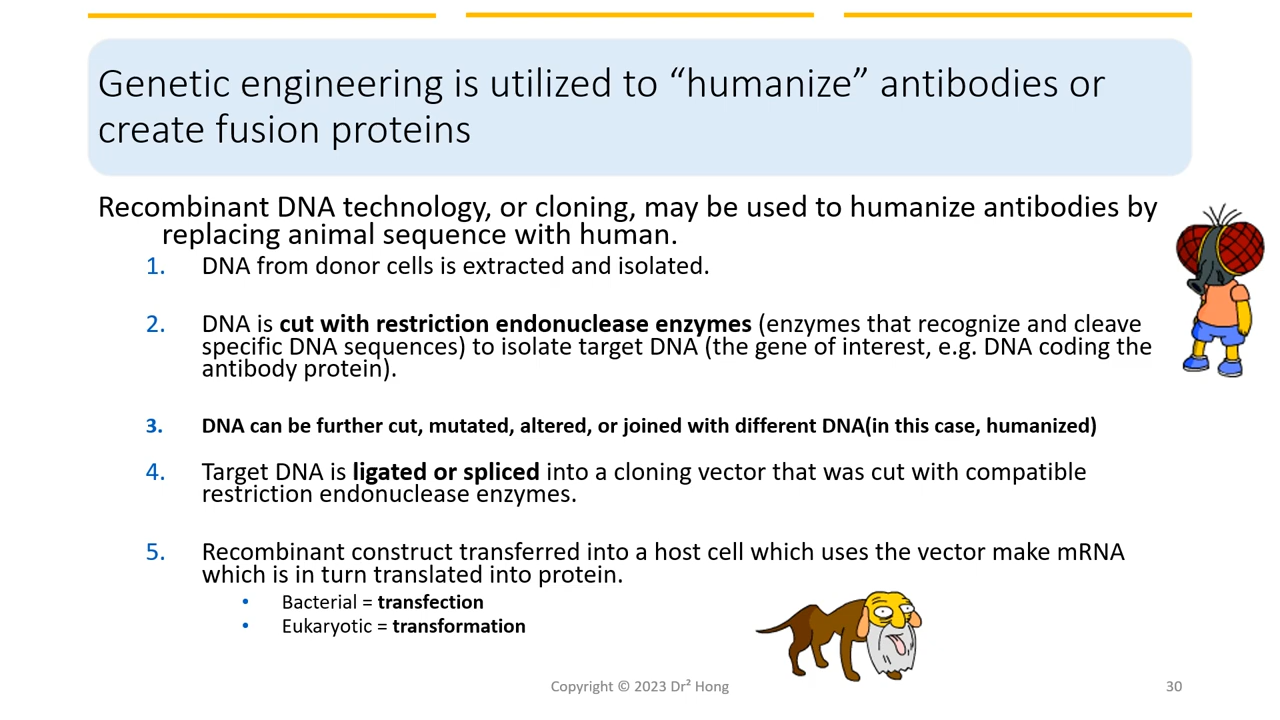 Genetic engineering is utilized to “humanize” antibodies or
create fusion proteins
Recombinant DNA technology, or cloning, may be used to humanize antibodies by
replacing animal sequence with human.
1. DNA from donor cells is extracted and isolated.
2. DNA is cut with restriction endonuclease enzymes (enzymes that recognize and cleave
specific DNA sequences) to isolate target DNA (the gene of interest, e.g. DNA coding the
antibody protein).
3. DNA can be further cut, mutated, altered, or joined with different DNA(in this case, humanized)
4. Target DNA is ligated or spliced into a cloning vector that was cut with compatible
restriction endonuclease enzymes.
5. Recombinant construct transferred into a host cell which uses the vector make mRNA
which is in turn translated into protein.
• Bacterial = transfection
• Eukaryotic = transformation
Copyright © 2023 Dr² Hong
30